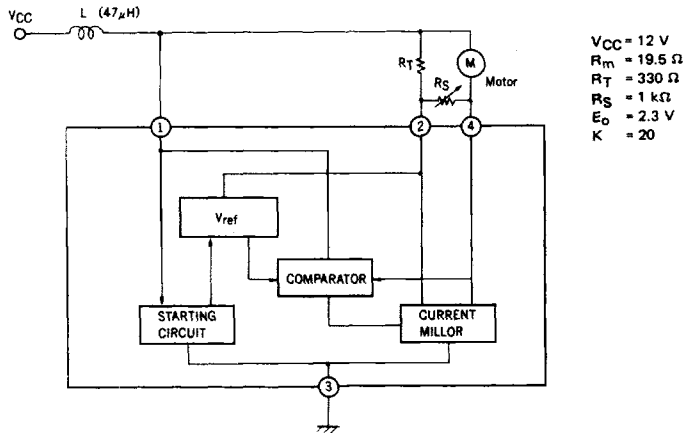 VCC L (47μH)
RT
M
RS
Motor
VCC = 12 V
Rm = 19.5 Ω
RT = 330 Ω
RS = 1 kΩ
Eo = 2.3 V
K = 20
1 2 4
Vref
COMPARATOR
STARTING
CIRCUIT
CURRENT
MILLOR
3